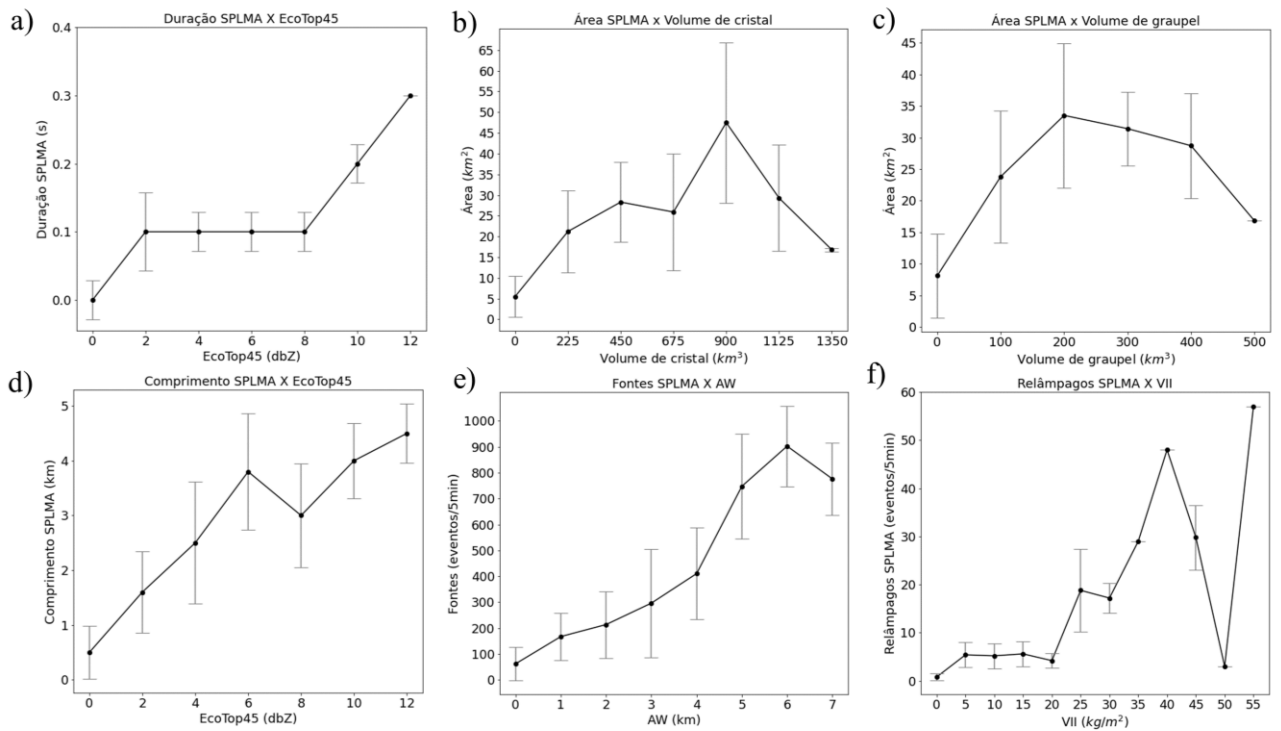 a)
Duração SPLMA X EcoTop45
Duração SPLMA (s)
0.4
0.3
0.2
0.1
0.0
0 2 4 6 8 10 12
EcoTop45 (dbZ)
b)
Área SPLMA x Volume de cristal
Área (km²)
65
60
55
50
45
40
35
30
25
20
15
10
5
0
0 225 450 675 900 1125 1350
Volume de cristal (km³)
c)
Área SPLMA x Volume de graupel
Área (km²)
45
40
35
30
25
20
15
10
5
0
0 100 200 300 400 500
Volume de graupel (km³)
d)
Comprimento SPLMA X EcoTop45
Comprimento SPLMA (km)
5
4
3
2
1
0
0 2 4 6 8 10 12
EcoTop45 (dbZ)
e)
Fontes SPLMA X AW
Fontes (eventos/5min)
1000
900
800
700
600
500
400
300
200
100
0
0 1 2 3 4 5 6 7
AW (km)
f)
Relâmpagos SPLMA X VII
Relâmpagos SPLMA (eventos/5min)
60
50
40
30
20
10
0
0 5 10 15 20 25 30 35 40 45 50 55
VII (kg/m²)